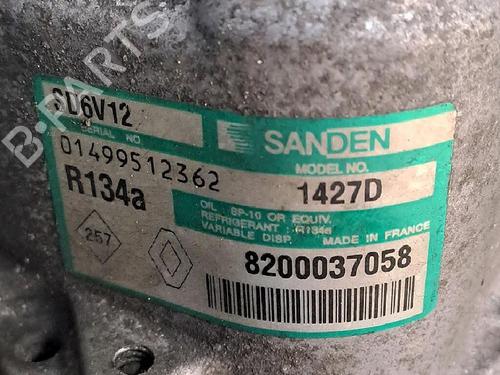 B-PARTS
SD6V12
SERIAL NO.
01499512362
R134a
SANDEN
MODEL NO.
1427D
OIL : SP-10 OR EQUIV.
REFRIGERANT : R134a
VARIABLE DISP. MADE IN FRANCE
257
8200037058